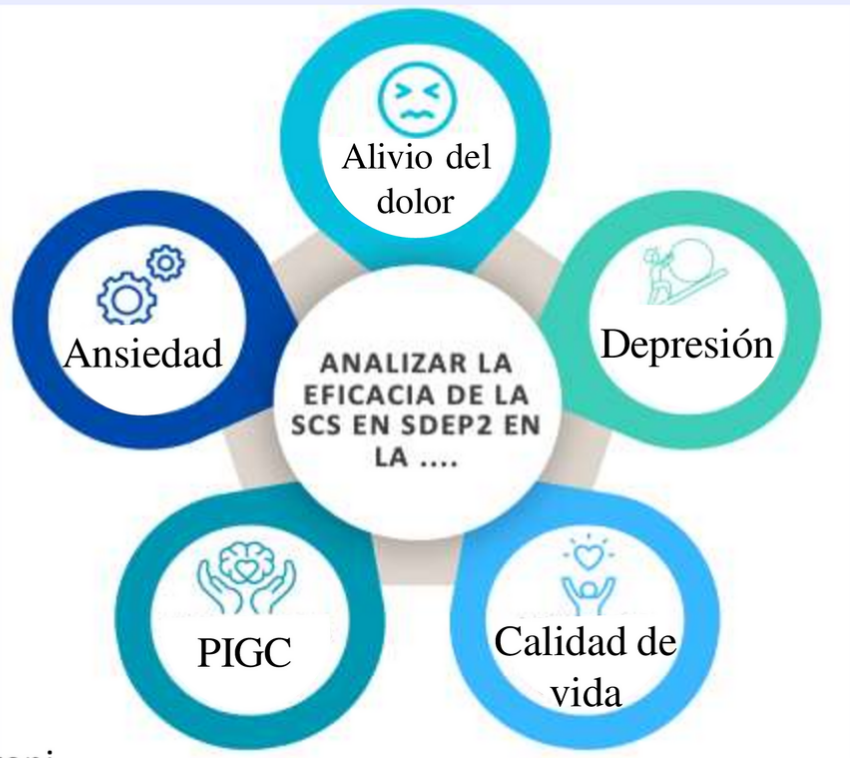 Alivio del
dolor
Ansiedad
Depresión
ANALIZAR LA
EFICACIA DE LA
SCS EN SDEP2 EN
LA ....
PIGC
Calidad de
vida